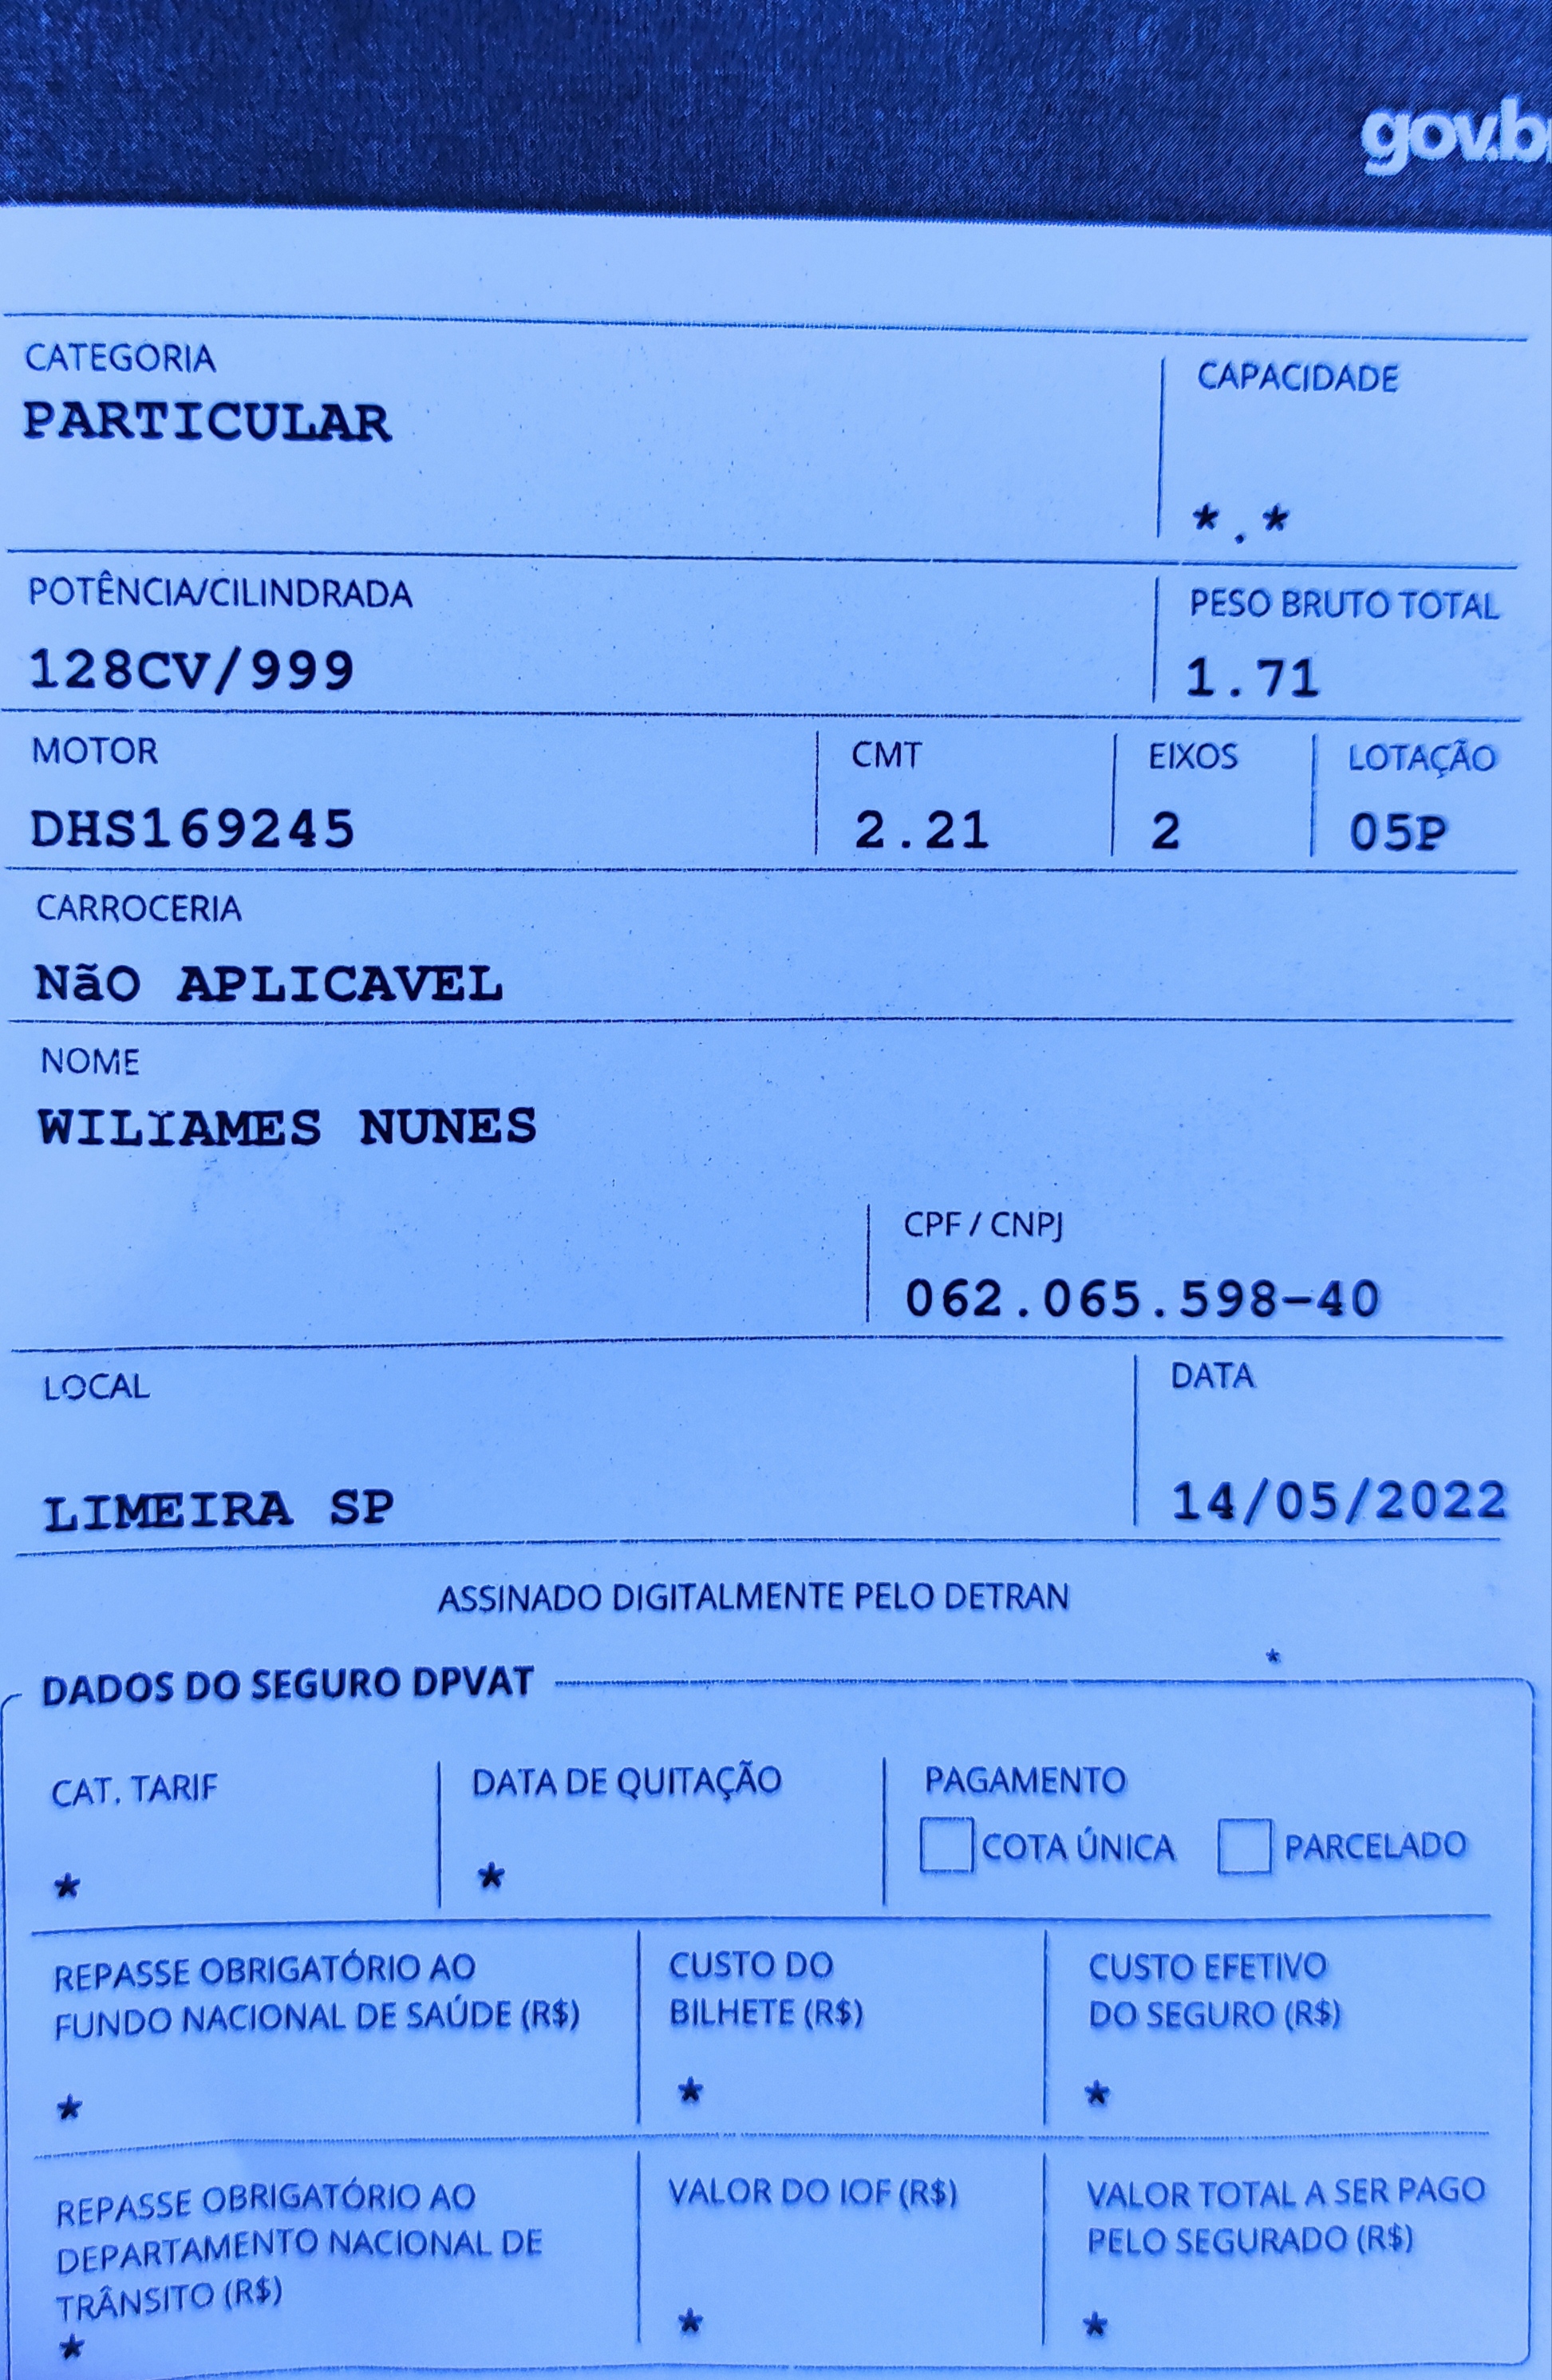 gov.br
CATEGORIA
PARTICULAR
CAPACIDADE
*.*
POTÊNCIA/CILINDRADA
128CV/999
PESO BRUTO TOTAL
1.71
MOTOR
DHS169245
CMT
2.21
EIXOS
2
LOTAÇÃO
05P
CARROCERIA
NãO APLICAVEL
NOME
WILIAMES NUNES
CPF / CNPJ
062.065.598-40
LOCAL
LIMEIRA SP
DATA
14/05/2022
ASSINADO DIGITALMENTE PELO DETRAN
*
DADOS DO SEGURO DPVAT
CAT. TARIF
*
DATA DE QUITAÇÃO
*
PAGAMENTO
COTA ÚNICA PARCELADO
REPASSE OBRIGATÓRIO AO
FUNDO NACIONAL DE SAÚDE (R$)
*
CUSTO DO
BILHETE (R$)
*
CUSTO EFETIVO
DO SEGURO (R$)
*
REPASSE OBRIGATÓRIO AO
DEPARTAMENTO NACIONAL DE
TRÂNSITO (R$)
*
VALOR DO IOF (R$)
*
VALOR TOTAL A SER PAGO
PELO SEGURADO (R$)
*